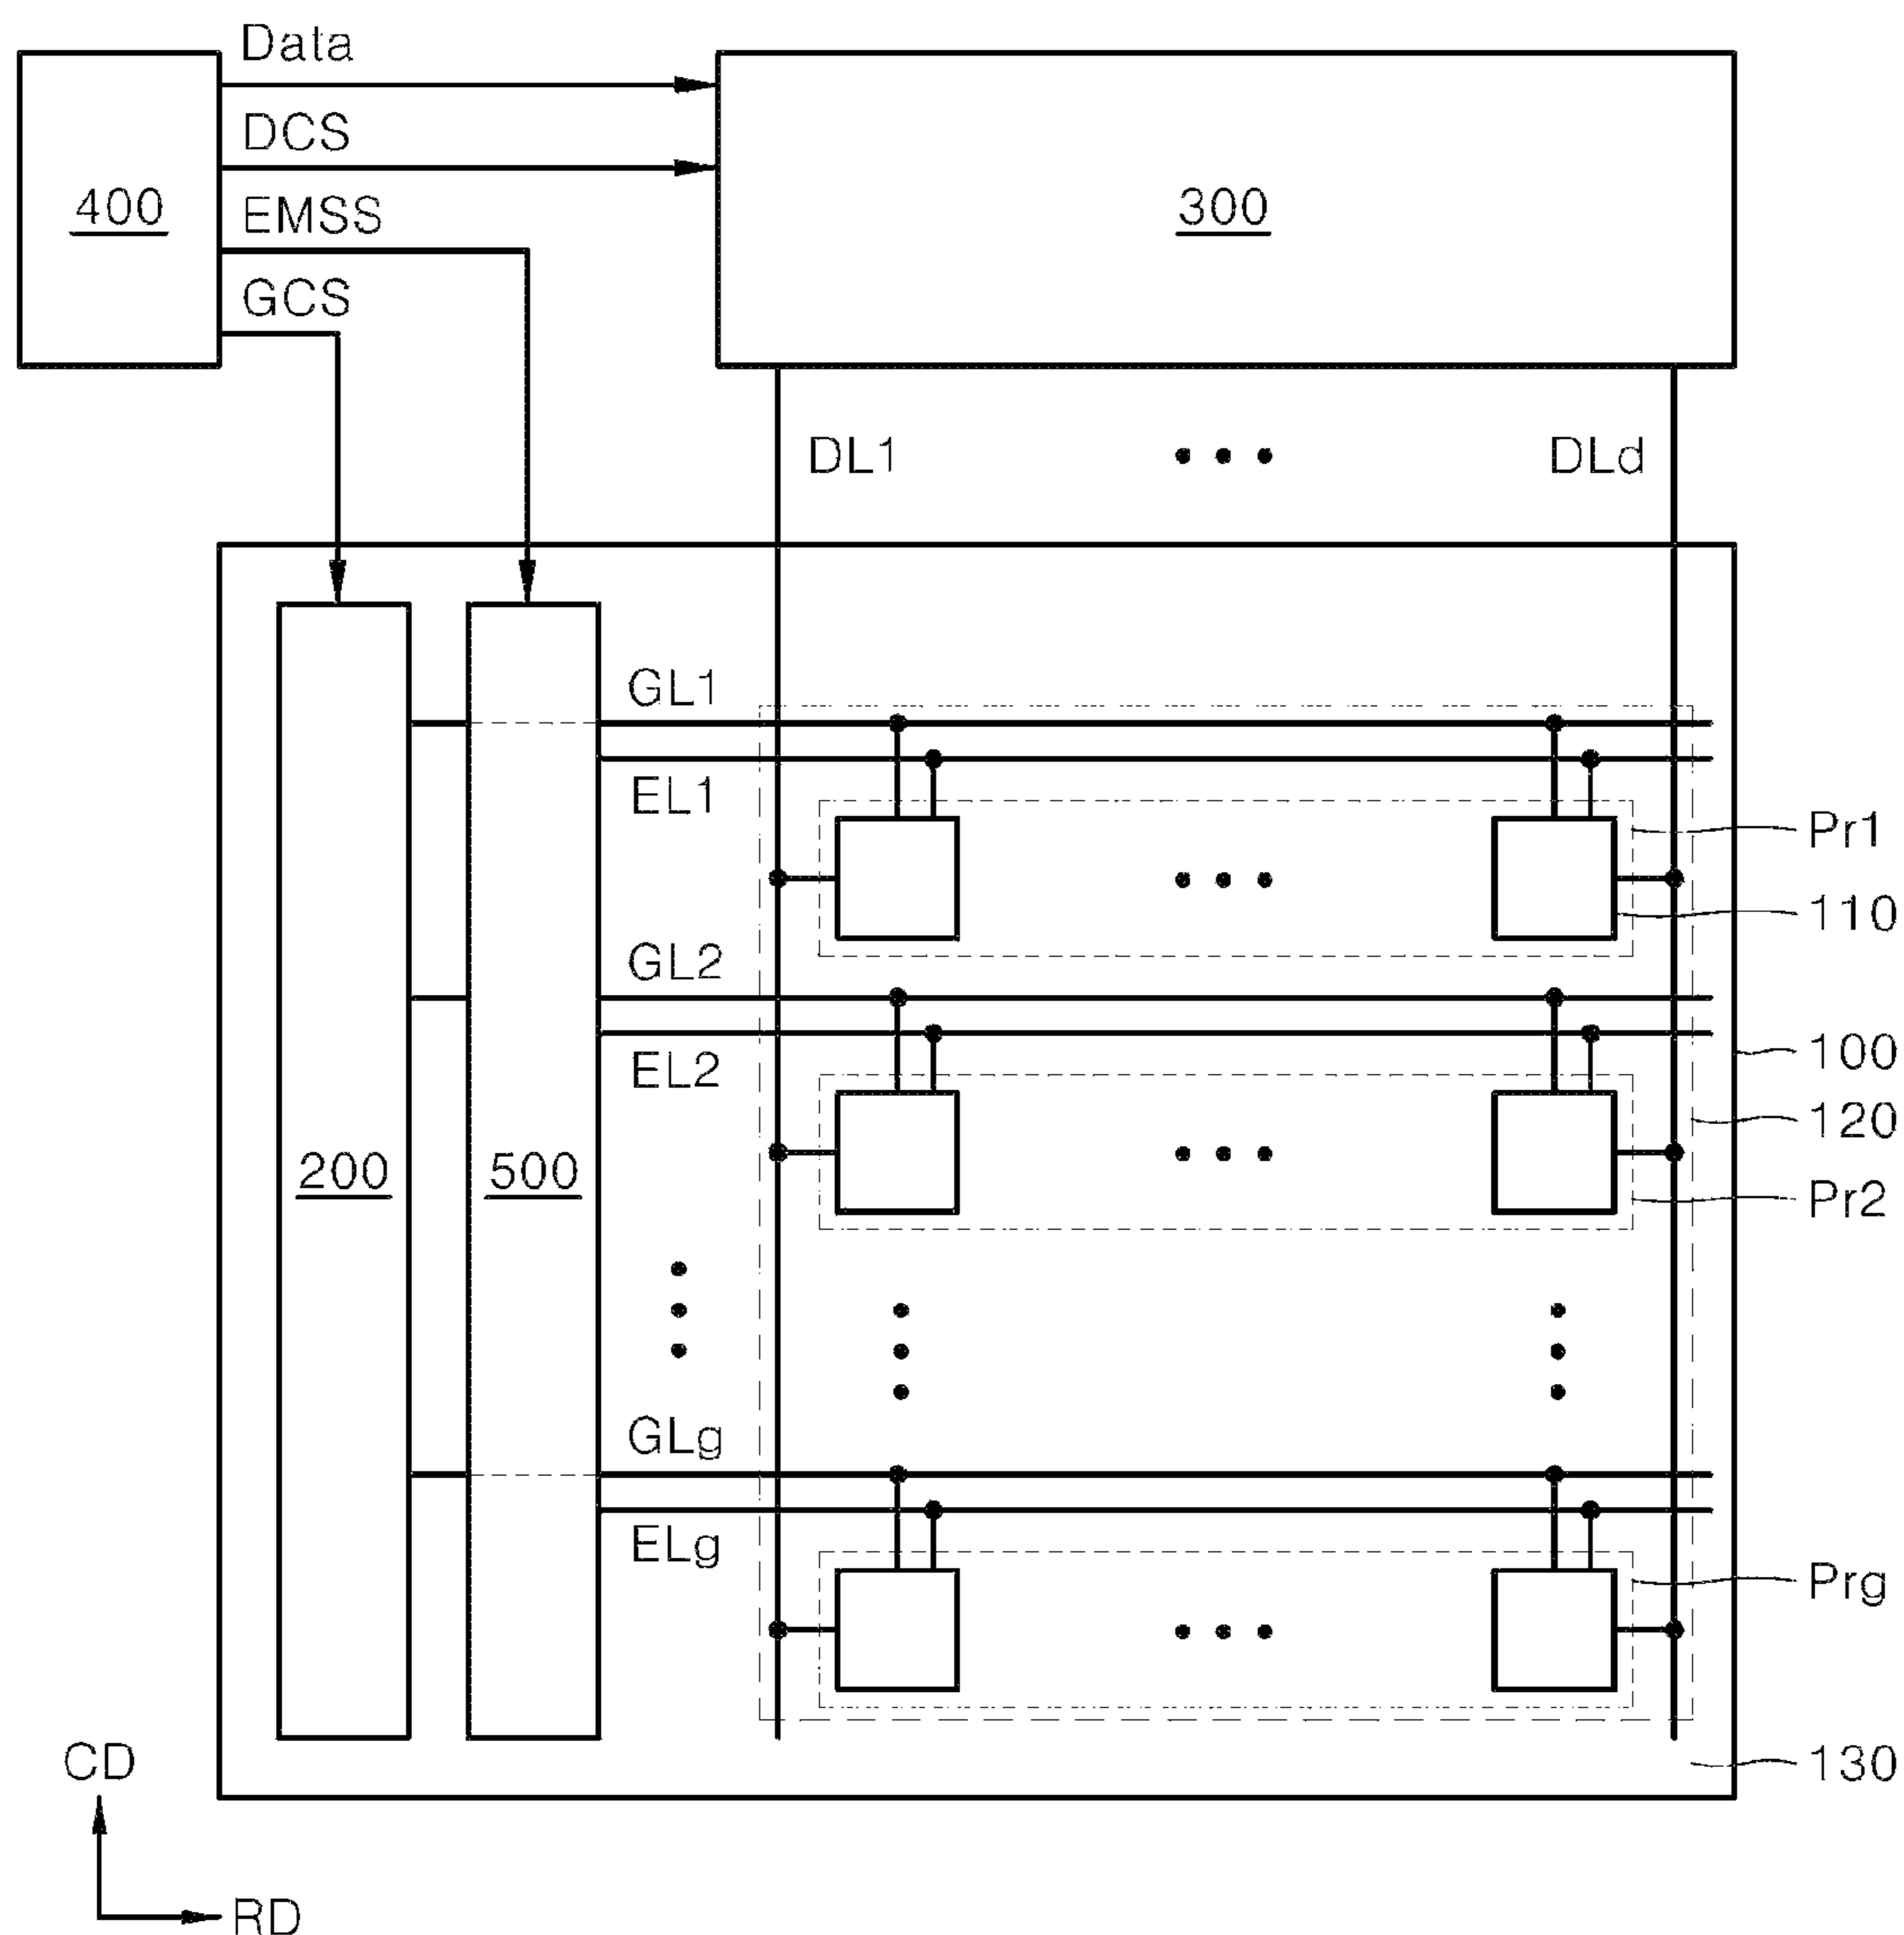 Data
DCS
400
EMSS
300
GCS
DL1
DLd
GL1
EL1
Pr1
110
GL2
100
EL2
120
200
500
Pr2
GLg
ELg
Prg
CD
130
RD